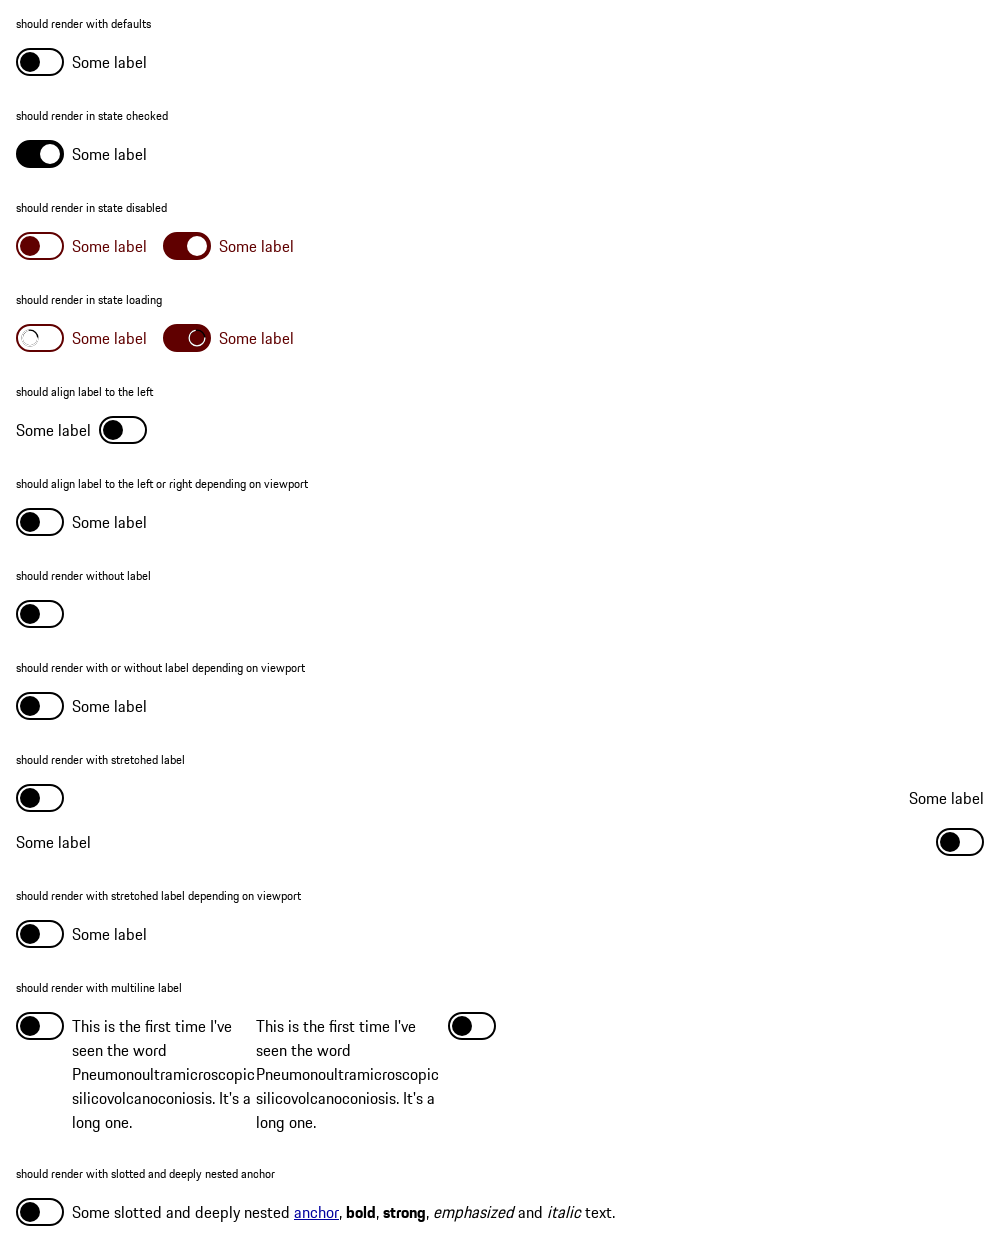 should render with defaults
Some label
should render in state checked
Some label
should render in state disabled
Some label Some label
should render in state loading
Some label Some label
should align label to the left
Some label
should align label to the left or right depending on viewport
Some label
should render without label
should render with or without label depending on viewport
Some label
should render with stretched label
Some label
Some label
should render with stretched label depending on viewport
Some label
should render with multiline label
This is the first time I've
seen the word
Pneumonoultramicroscopic
silicovolcanoconiosis. It's a
long one.
This is the first time I've
seen the word
Pneumonoultramicroscopic
silicovolcanoconiosis. It's a
long one.
should render with slotted and deeply nested anchor
Some slotted and deeply nested anchor, bold, strong, emphasized and italic text.